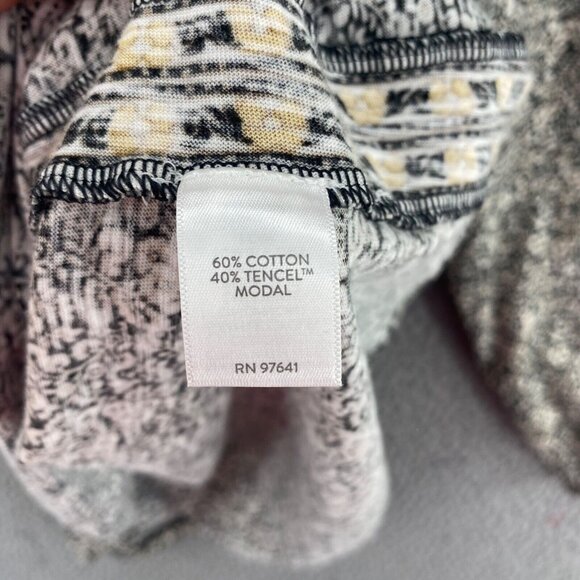 60% COTTON
40% TENCEL™
MODAL
RN 97641